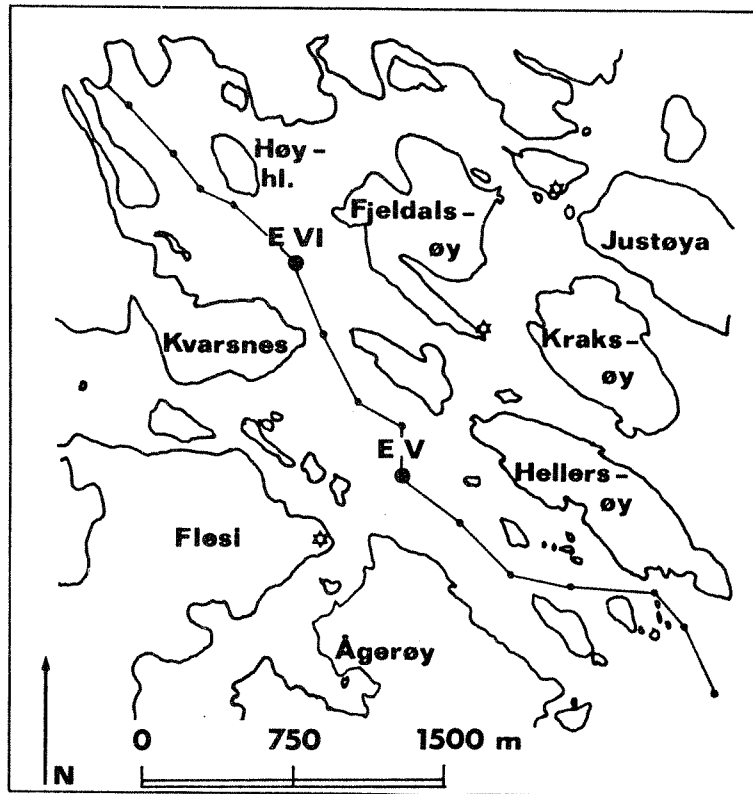 Høy-
hl.
Fjeldals-
øy
Justøya
E VI
Kvarsnes
Kraks-
øy
E V
Hellers-
øy
Flesi
Ågerøy
0 750 1500 m
N